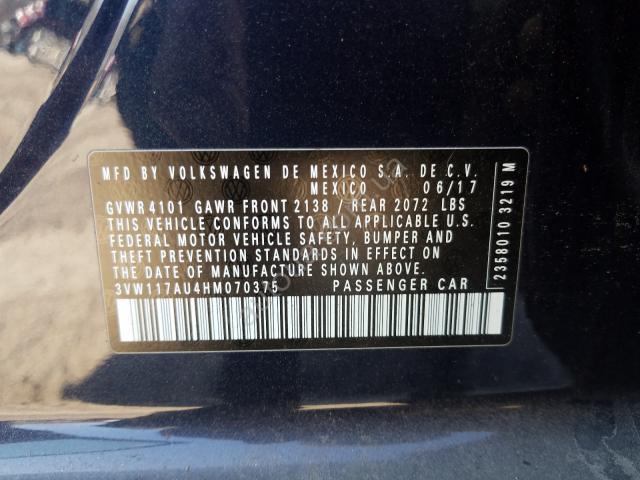 MFD BY VOLKSWAGEN DE MEXICO S.A. DE C.V.
MEXICO 06/17
GVWR 4101 GAWR FRONT 2138 / REAR 2072 LBS
THIS VEHICLE CONFORMS TO ALL APPLICABLE U.S.
FEDERAL MOTOR VEHICLE SAFETY, BUMPER AND
THEFT PREVENTION STANDARDS IN EFFECT ON
THE DATE OF MANUFACTURE SHOWN ABOVE.
3VW117AU4HM070375 PASSENGER CAR
2358010 3219 M